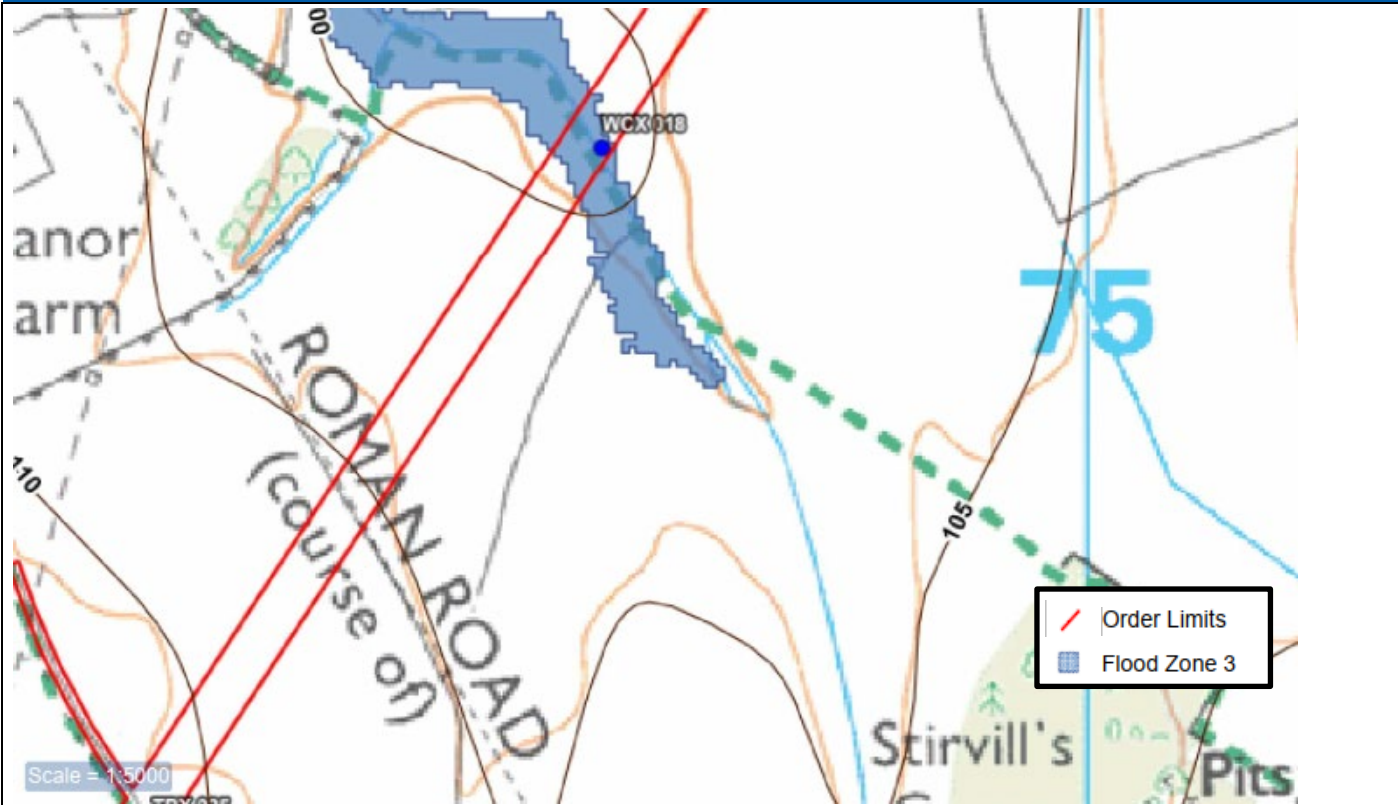 00
WCX 018
anor
arm
75
ROMAN ROAD
(course of)
110
105
Order Limits
Flood Zone 3
Stirvill's
Pits
Scale = 1:5000